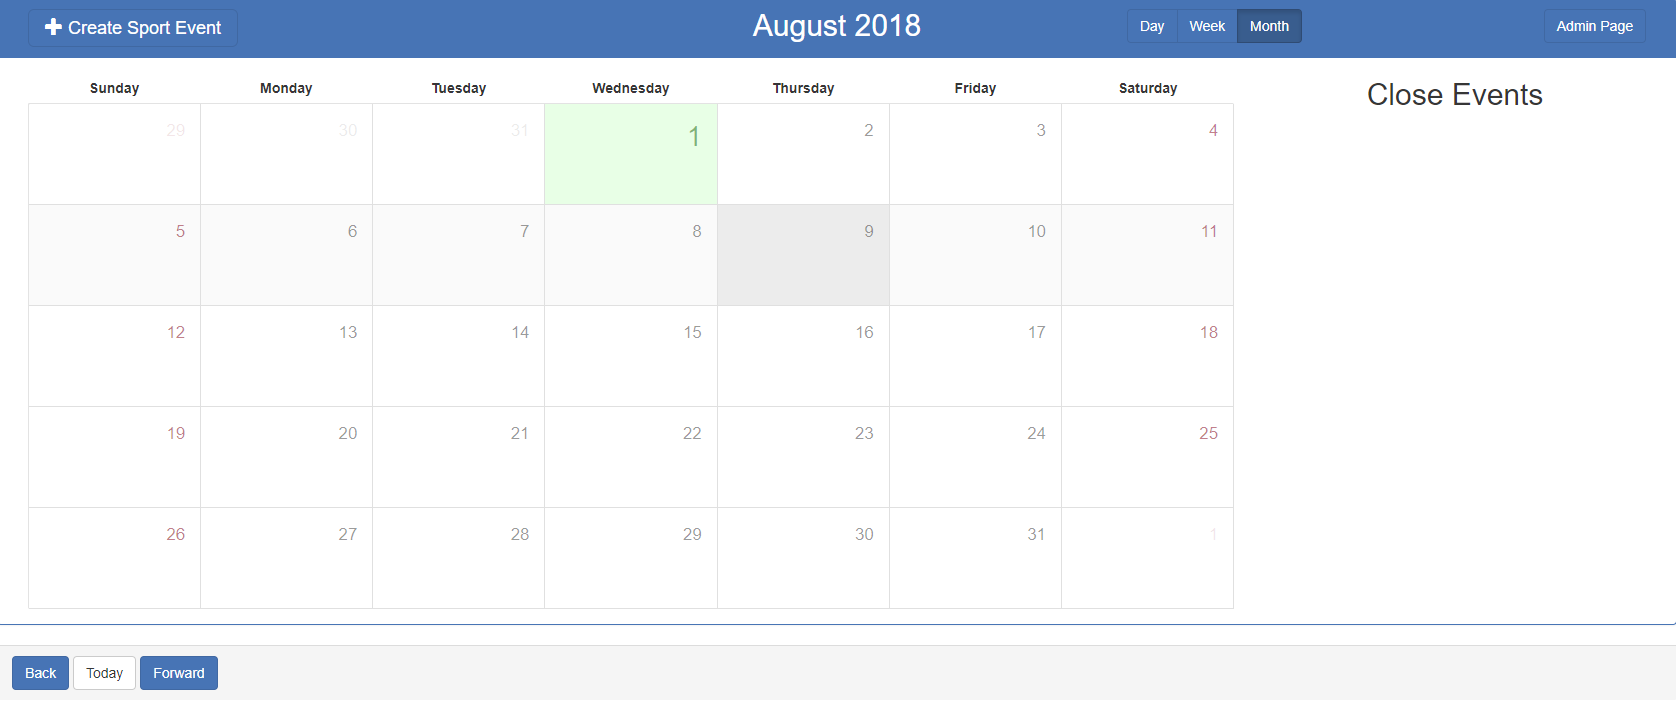 Create Sport Event August 2018 Day Week Month Admin Page
Sunday Monday Tuesday Wednesday Thursday Friday Saturday
Close Events
29 30 31 1 2 3 4
5 6 7 8 9 10 11
12 13 14 15 16 17 18
19 20 21 22 23 24 25
26 27 28 29 30 31 1
Back Today Forward